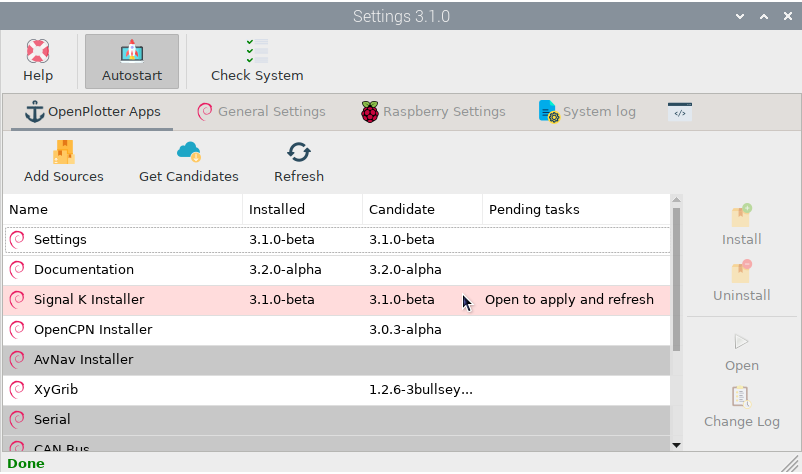 Settings 3.1.0
Help Autostart Check System
OpenPlotter Apps General Settings Raspberry Settings System log </>
Add Sources Get Candidates Refresh
Name Installed Candidate Pending tasks
Settings 3.1.0-beta 3.1.0-beta
Documentation 3.2.0-alpha 3.2.0-alpha
Signal K Installer 3.1.0-beta 3.1.0-beta Open to apply and refresh
OpenCPN Installer 3.0.3-alpha
AvNav Installer
XyGrib 1.2.6-3bullsey...
Serial
CAN Bus
Install
Uninstall
Open
Change Log
Done